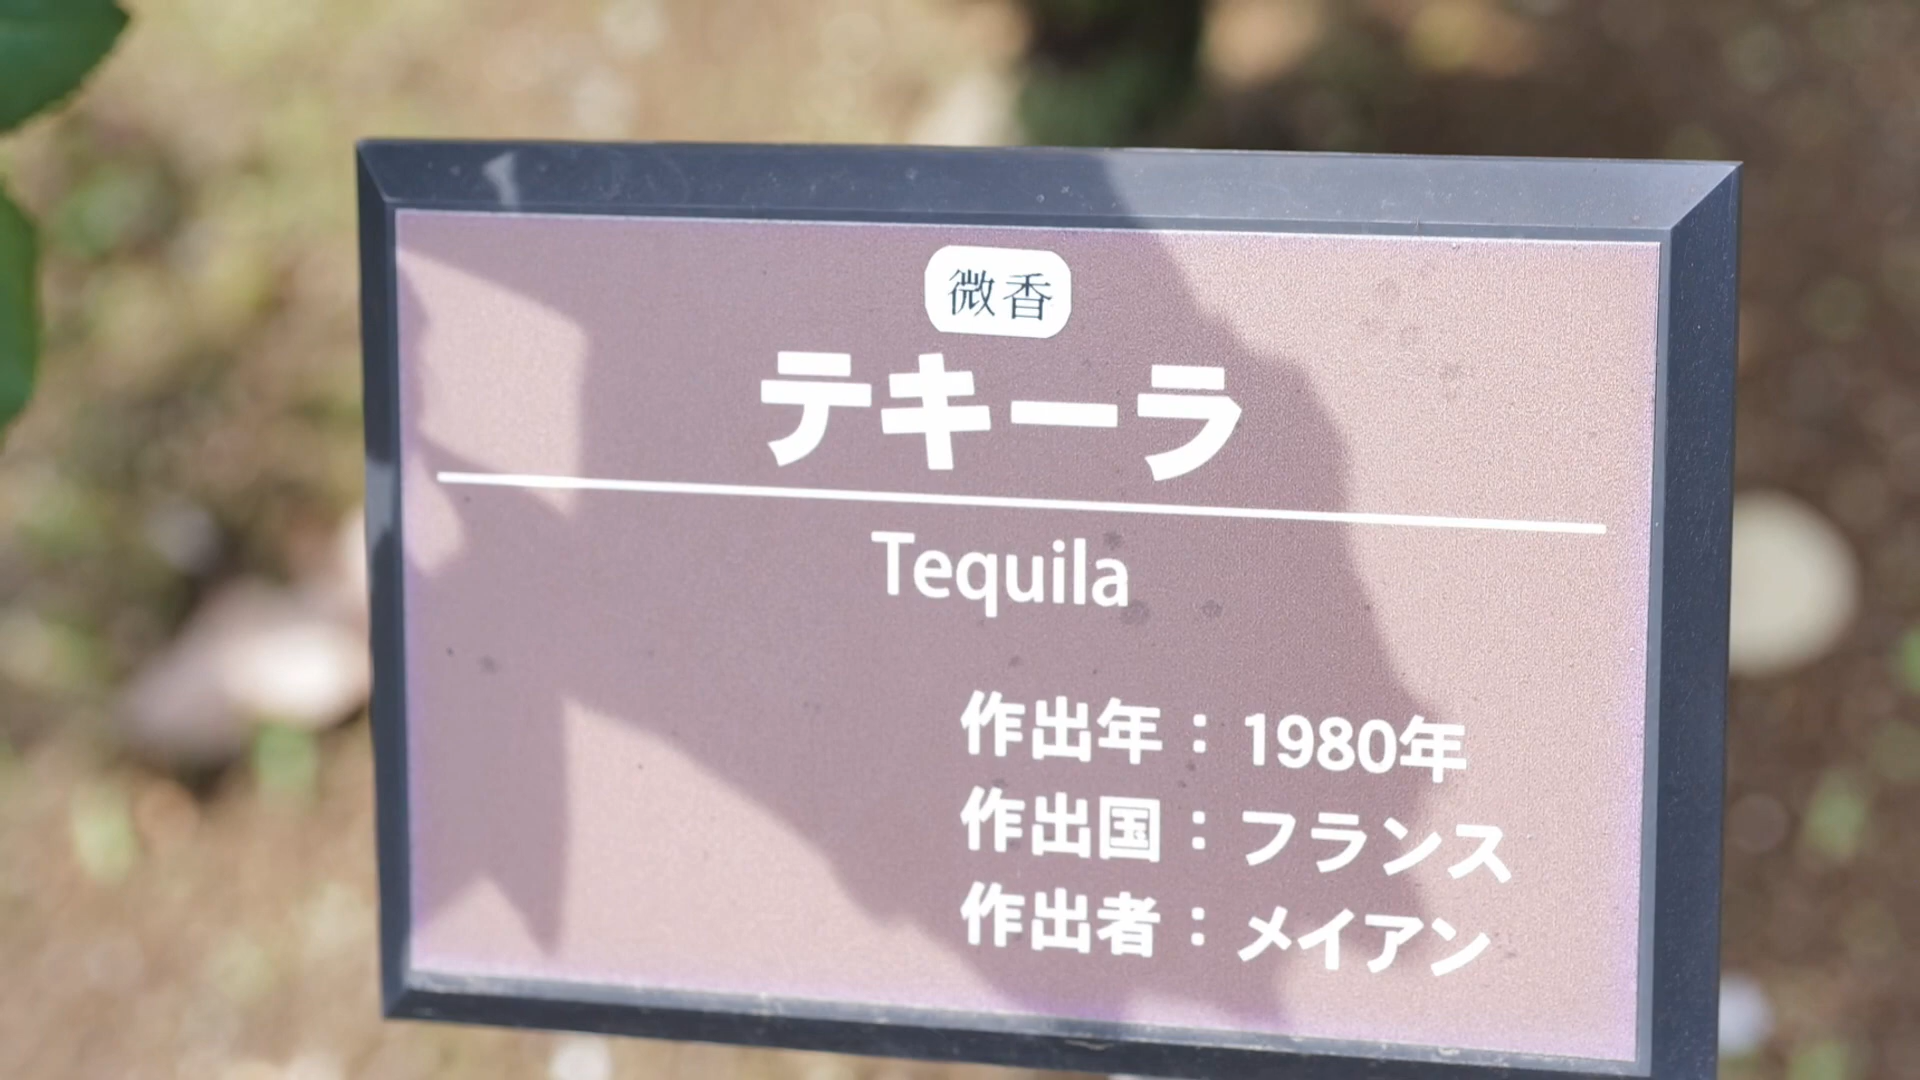 微香
テキーラ
Tequila
作出年：1980年
作出国：フランス
作出者：メイアン